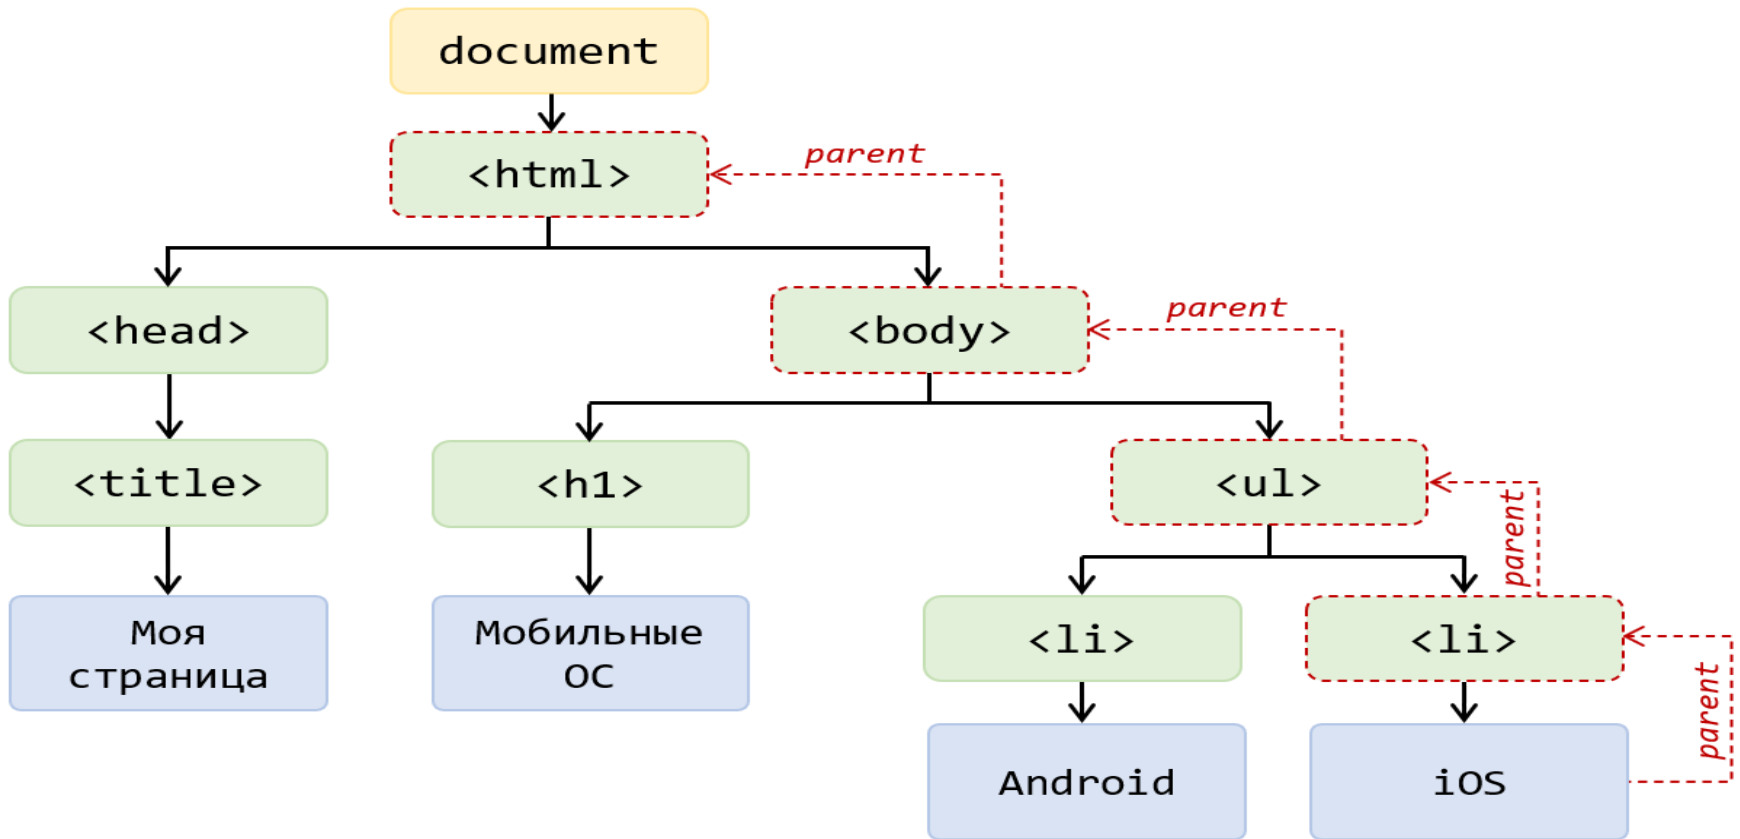 document
<html>
parent
<head>
<body>
parent
<title>
<h1>
<ul>
parent
Моя
страница
Мобильные
ОС
<li>
<li>
parent
Android
iOS